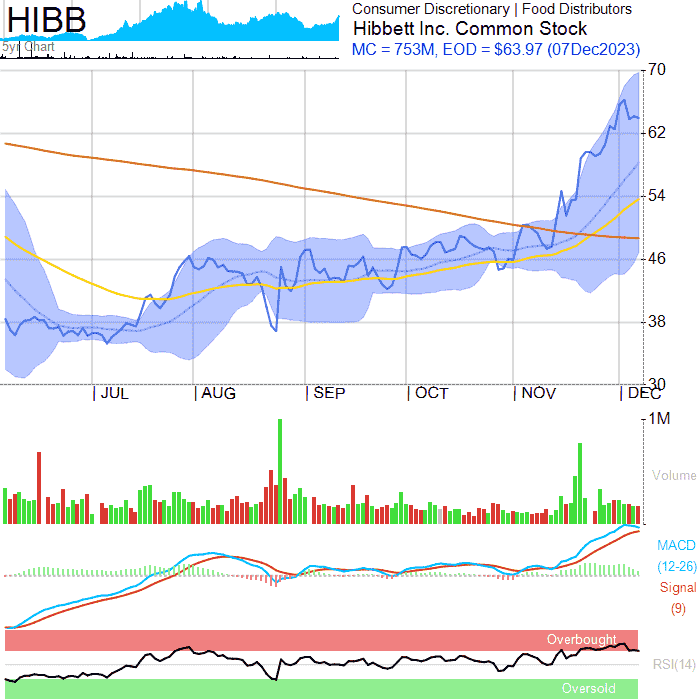 HIBB
5yr Chart
Consumer Discretionary | Food Distributors
Hibbett Inc. Common Stock
MC = 753M, EOD = $63.97 (07Dec2023)
70
62
54
46
38
30
JUL AUG SEP OCT NOV DEC
1M
Volume
MACD
(12-26)
Signal
(9)
Overbought
RSI(14)
Oversold